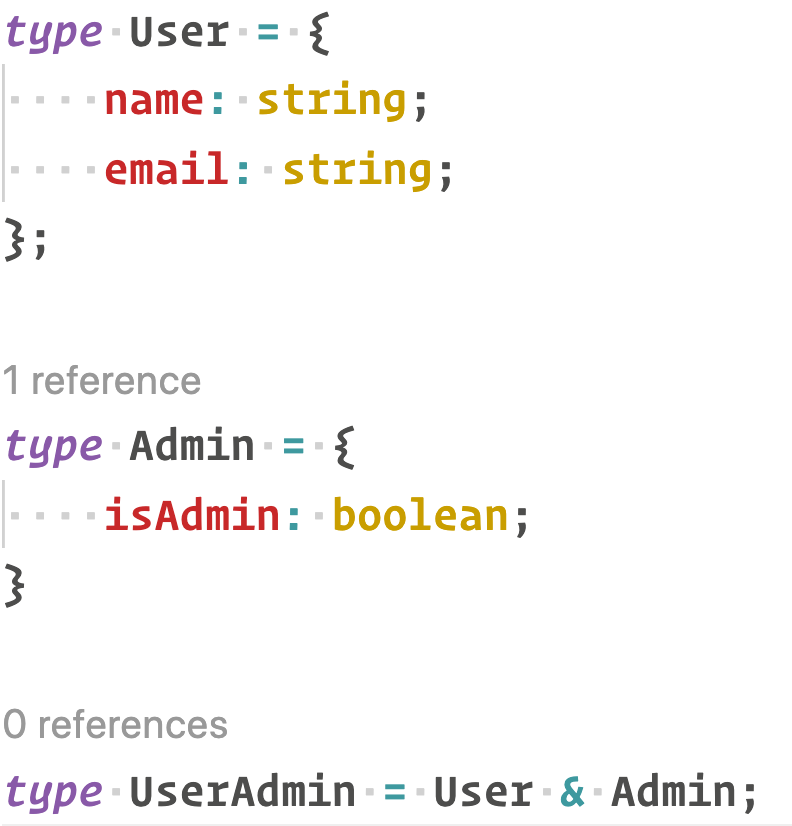 type User = {
    name: string;
    email: string;
};
1 reference
type Admin = {
    isAdmin: boolean;
}
0 references
type UserAdmin = User & Admin;